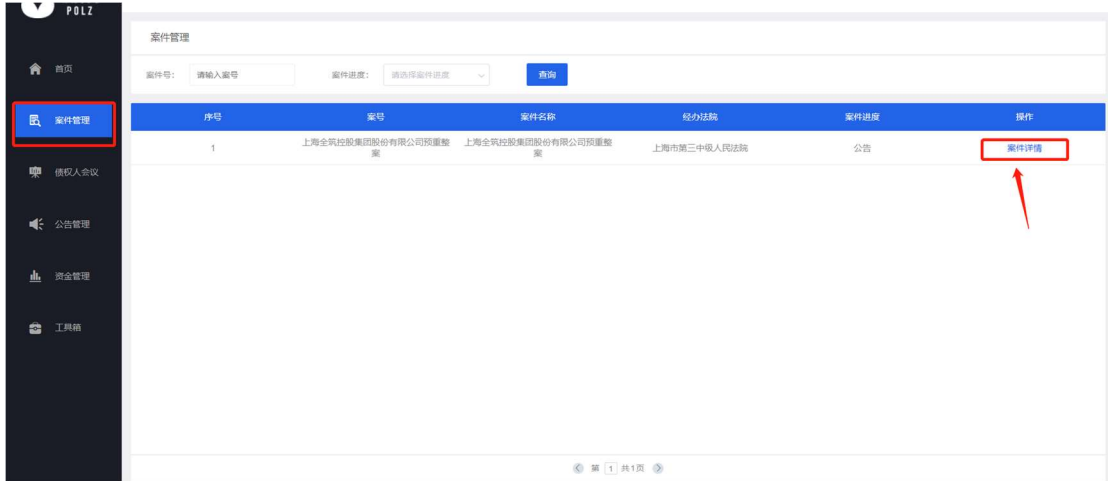 POLZ
案件管理
首页
案件号： 请输入案号 案件进度： 请选择案件进度 查询
案件管理
序号 案号 案件名称 经办法院 案件进度 操作
上海全筑控股集团股份有限公司预重整 上海全筑控股集团股份有限公司预重整
1 上海市第三中级人民法院 公告 案件详情
案 案
债权人会议
公告管理
资金管理
工具箱
第 1 共1页